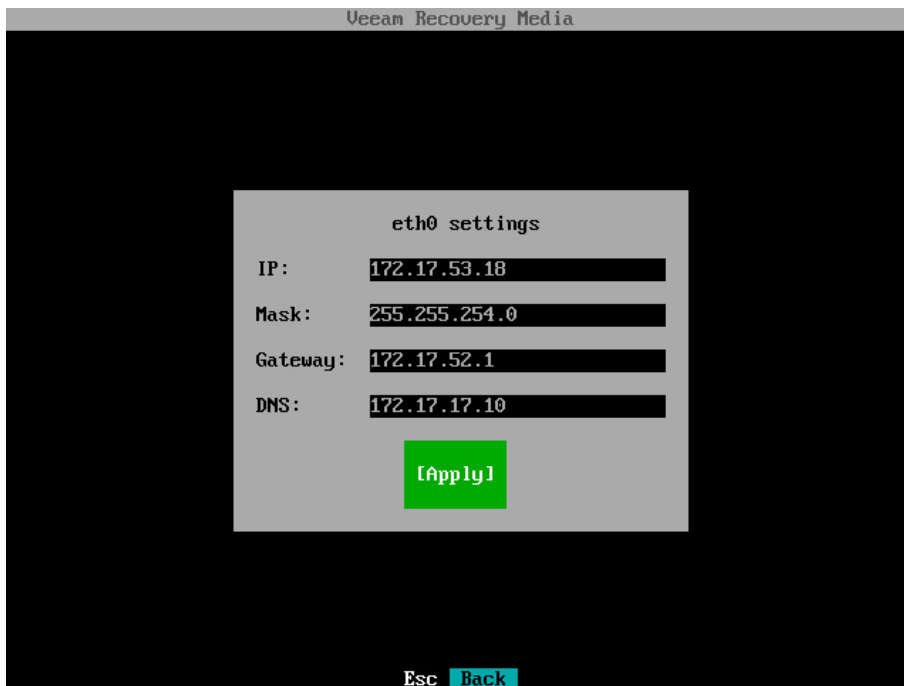 Veeam Recovery Media
eth0 settings
IP: 172.17.53.18
Mask: 255.255.254.0
Gateway: 172.17.52.1
DNS: 172.17.17.10
[Apply]
Esc Back